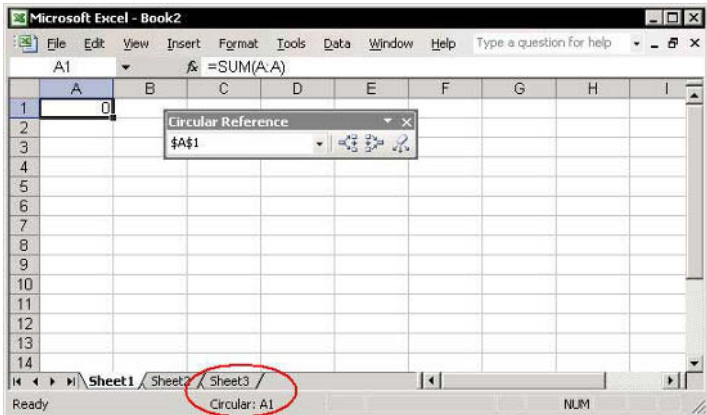 Microsoft Excel - Book2
File Edit View Insert Format Tools Data Window Help Type a question for help
A1 fx =SUM(A:A)
A B C D E F G H I
1 0
Circular Reference
$A$1
2
3
4
5
6
7
8
9
10
11
12
13
14
Sheet1 Sheet2 Sheet3
Ready Circular: A1 NUM